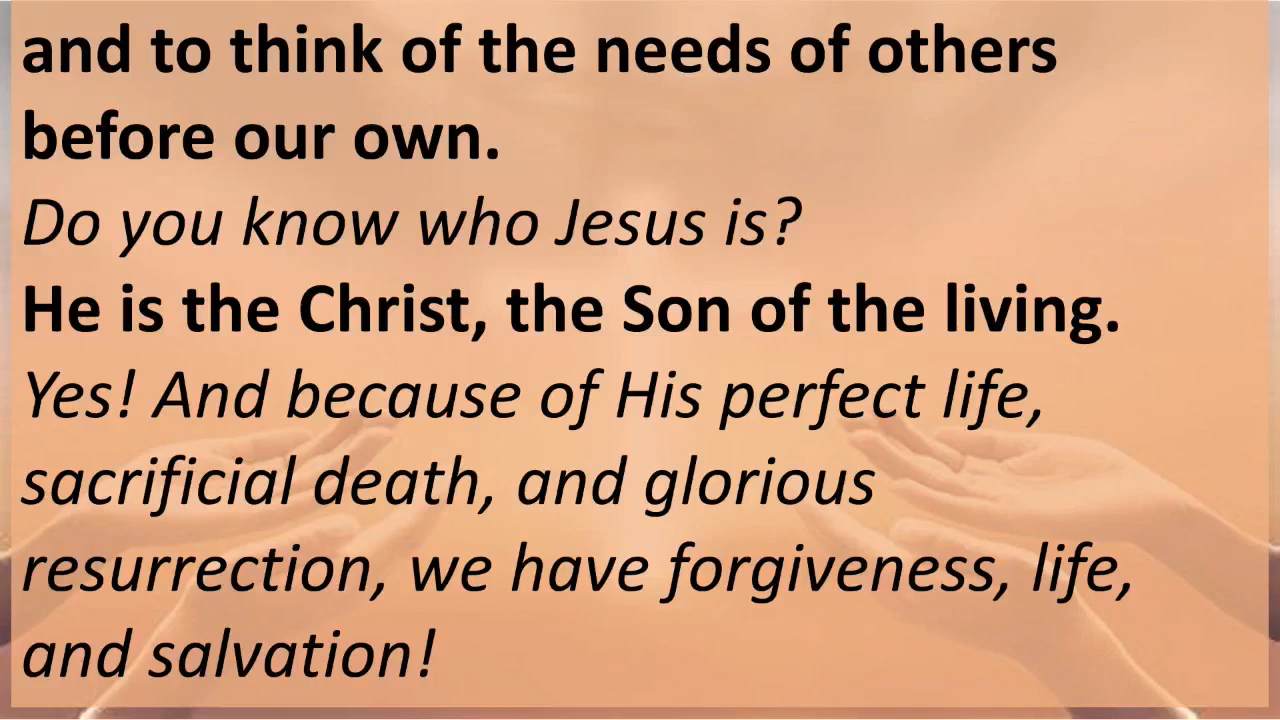 and to think of the needs of others
before our own.
Do you know who Jesus is?
He is the Christ, the Son of the living.
Yes! And because of His perfect life,
sacrificial death, and glorious
resurrection, we have forgiveness, life,
and salvation!